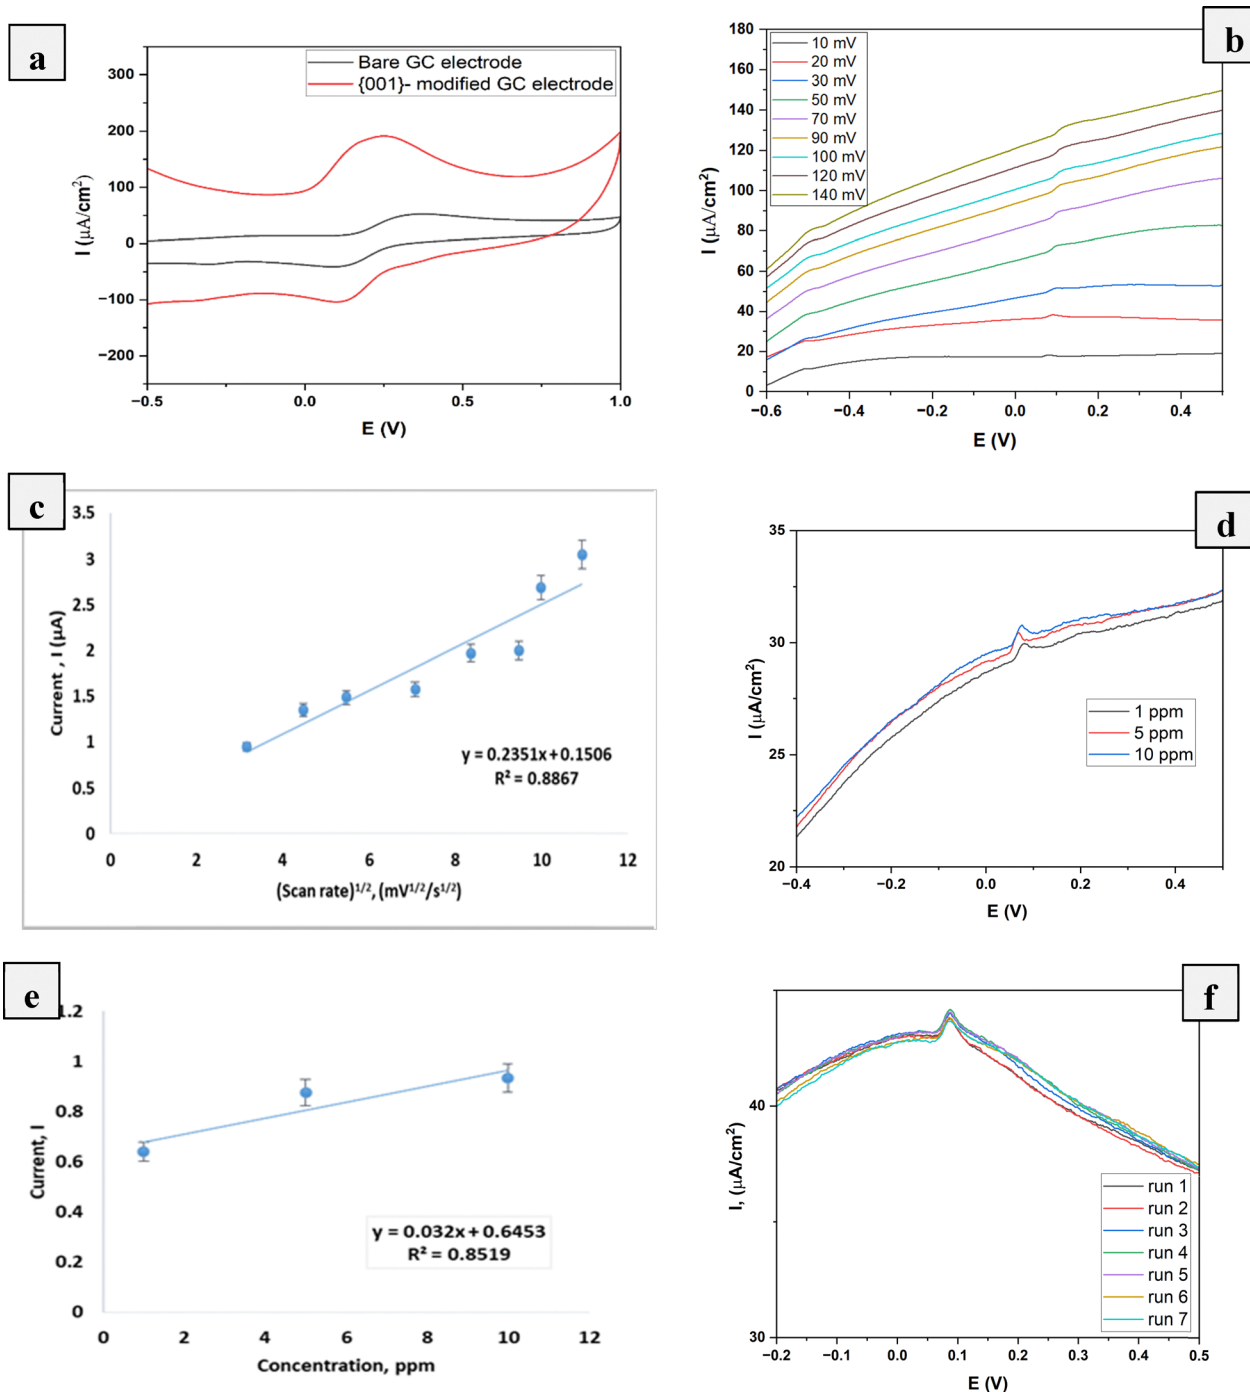 a
Bare GC electrode
{001}- modified GC electrode
300
200
100
0
−100
−200
I (μA/cm²)
−0.5
0.0
0.5
1.0
E (V)
b
10 mV
20 mV
30 mV
50 mV
70 mV
90 mV
100 mV
120 mV
140 mV
180
160
140
120
100
80
60
40
20
0
I (μA/cm²)
−0.6
−0.4
−0.2
0.0
0.2
0.4
E (V)
c
3.5
3
2.5
2
1.5
1
0.5
0
Current , I (μA)
y = 0.2351x + 0.1506
R² = 0.8867
0
2
4
6
8
10
12
(Scan rate)¹/², (mV¹/²/s¹/²)
d
35
30
25
20
I (μA/cm²)
1 ppm
5 ppm
10 ppm
−0.4
−0.2
0.0
0.2
0.4
E (V)
e
1.2
1
0.8
0.6
0.4
0.2
0
Current, I
y = 0.032x + 0.6453
R² = 0.8519
0
2
4
6
8
10
12
Concentration, ppm
f
40
30
I, (μA/cm²)
run 1
run 2
run 3
run 4
run 5
run 6
run 7
−0.2
−0.1
0.0
0.1
0.2
0.3
0.4
0.5
E (V)